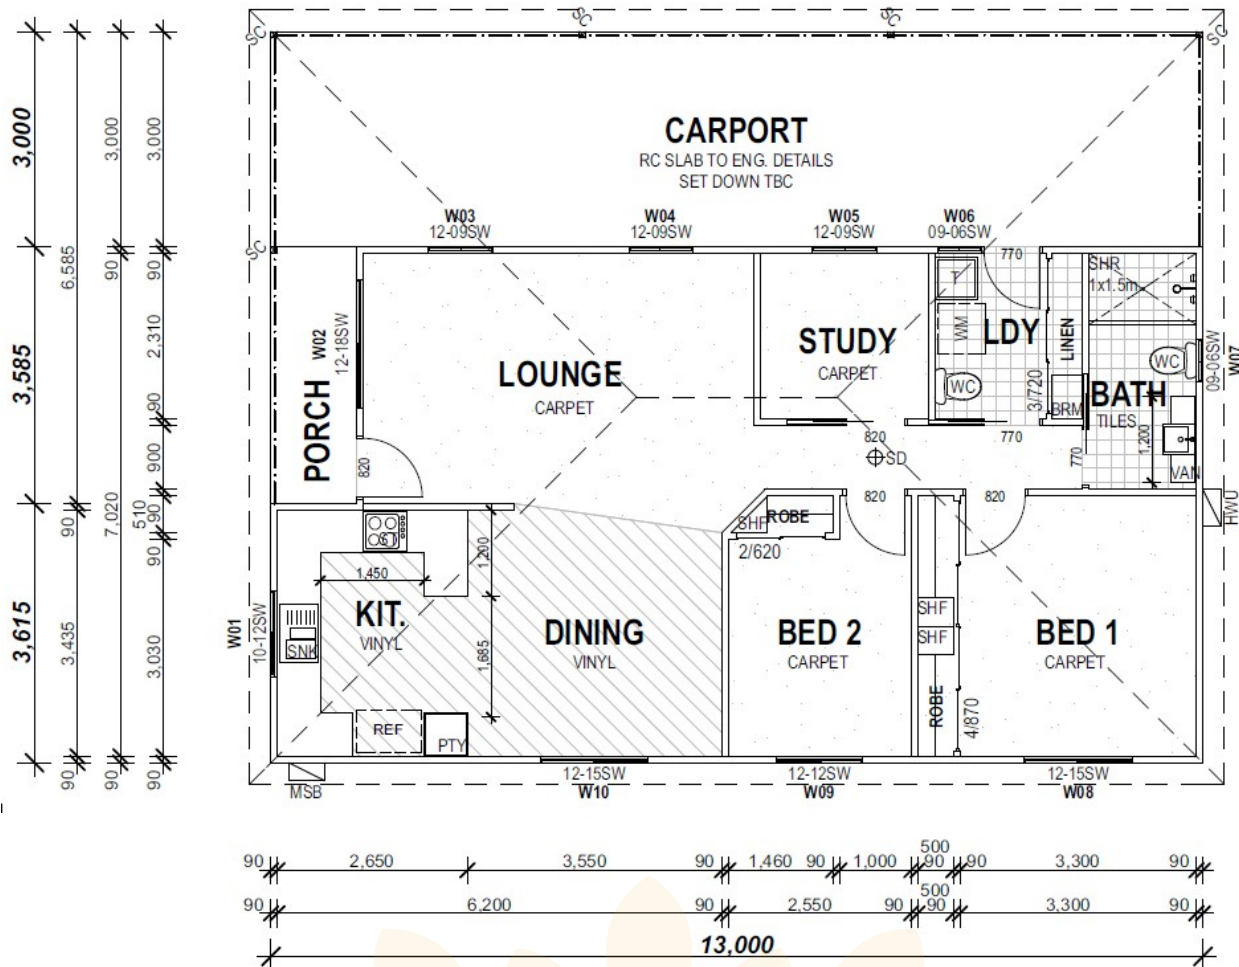 SC
SC
SC
SC
CARPORT
RC SLAB TO ENG. DETAILS
SET DOWN TBC
3,000
3,000
3,000
W03
12-09SW
W04
12-09SW
W05
12-09SW
W06
09-06SW
SC
6,585
90
90
770
SHR
1x1.5m
T
WM
LDY
LINEN
STUDY
CARPET
W02
12-18SW
LOUNGE
CARPET
PORCH
3,585
2,310
WC
3/720
BRM
BATH
TILES
WC
09-06SW
W07
1,200
VAN
90
900
820
820
SD
770
770
820
820
HWU
90
7,020
510
90
90
ST
SHF
ROBE
2/620
1,450
1,200
3,615
3,435
3,030
W01
10-12SW
KIT.
VINYL
SNK
1,685
DINING
VINYL
BED 2
CARPET
SHF
SHF
ROBE
4/870
BED 1
CARPET
REF
PTY
90
90
90
MSB
12-15SW
W10
12-12SW
W09
12-15SW
W08
90 2,650 3,550 90 1,460 90 1,000 500 90 90 3,300 90
90 6,200 90 2,550 90 500 90 3,300 90
13,000